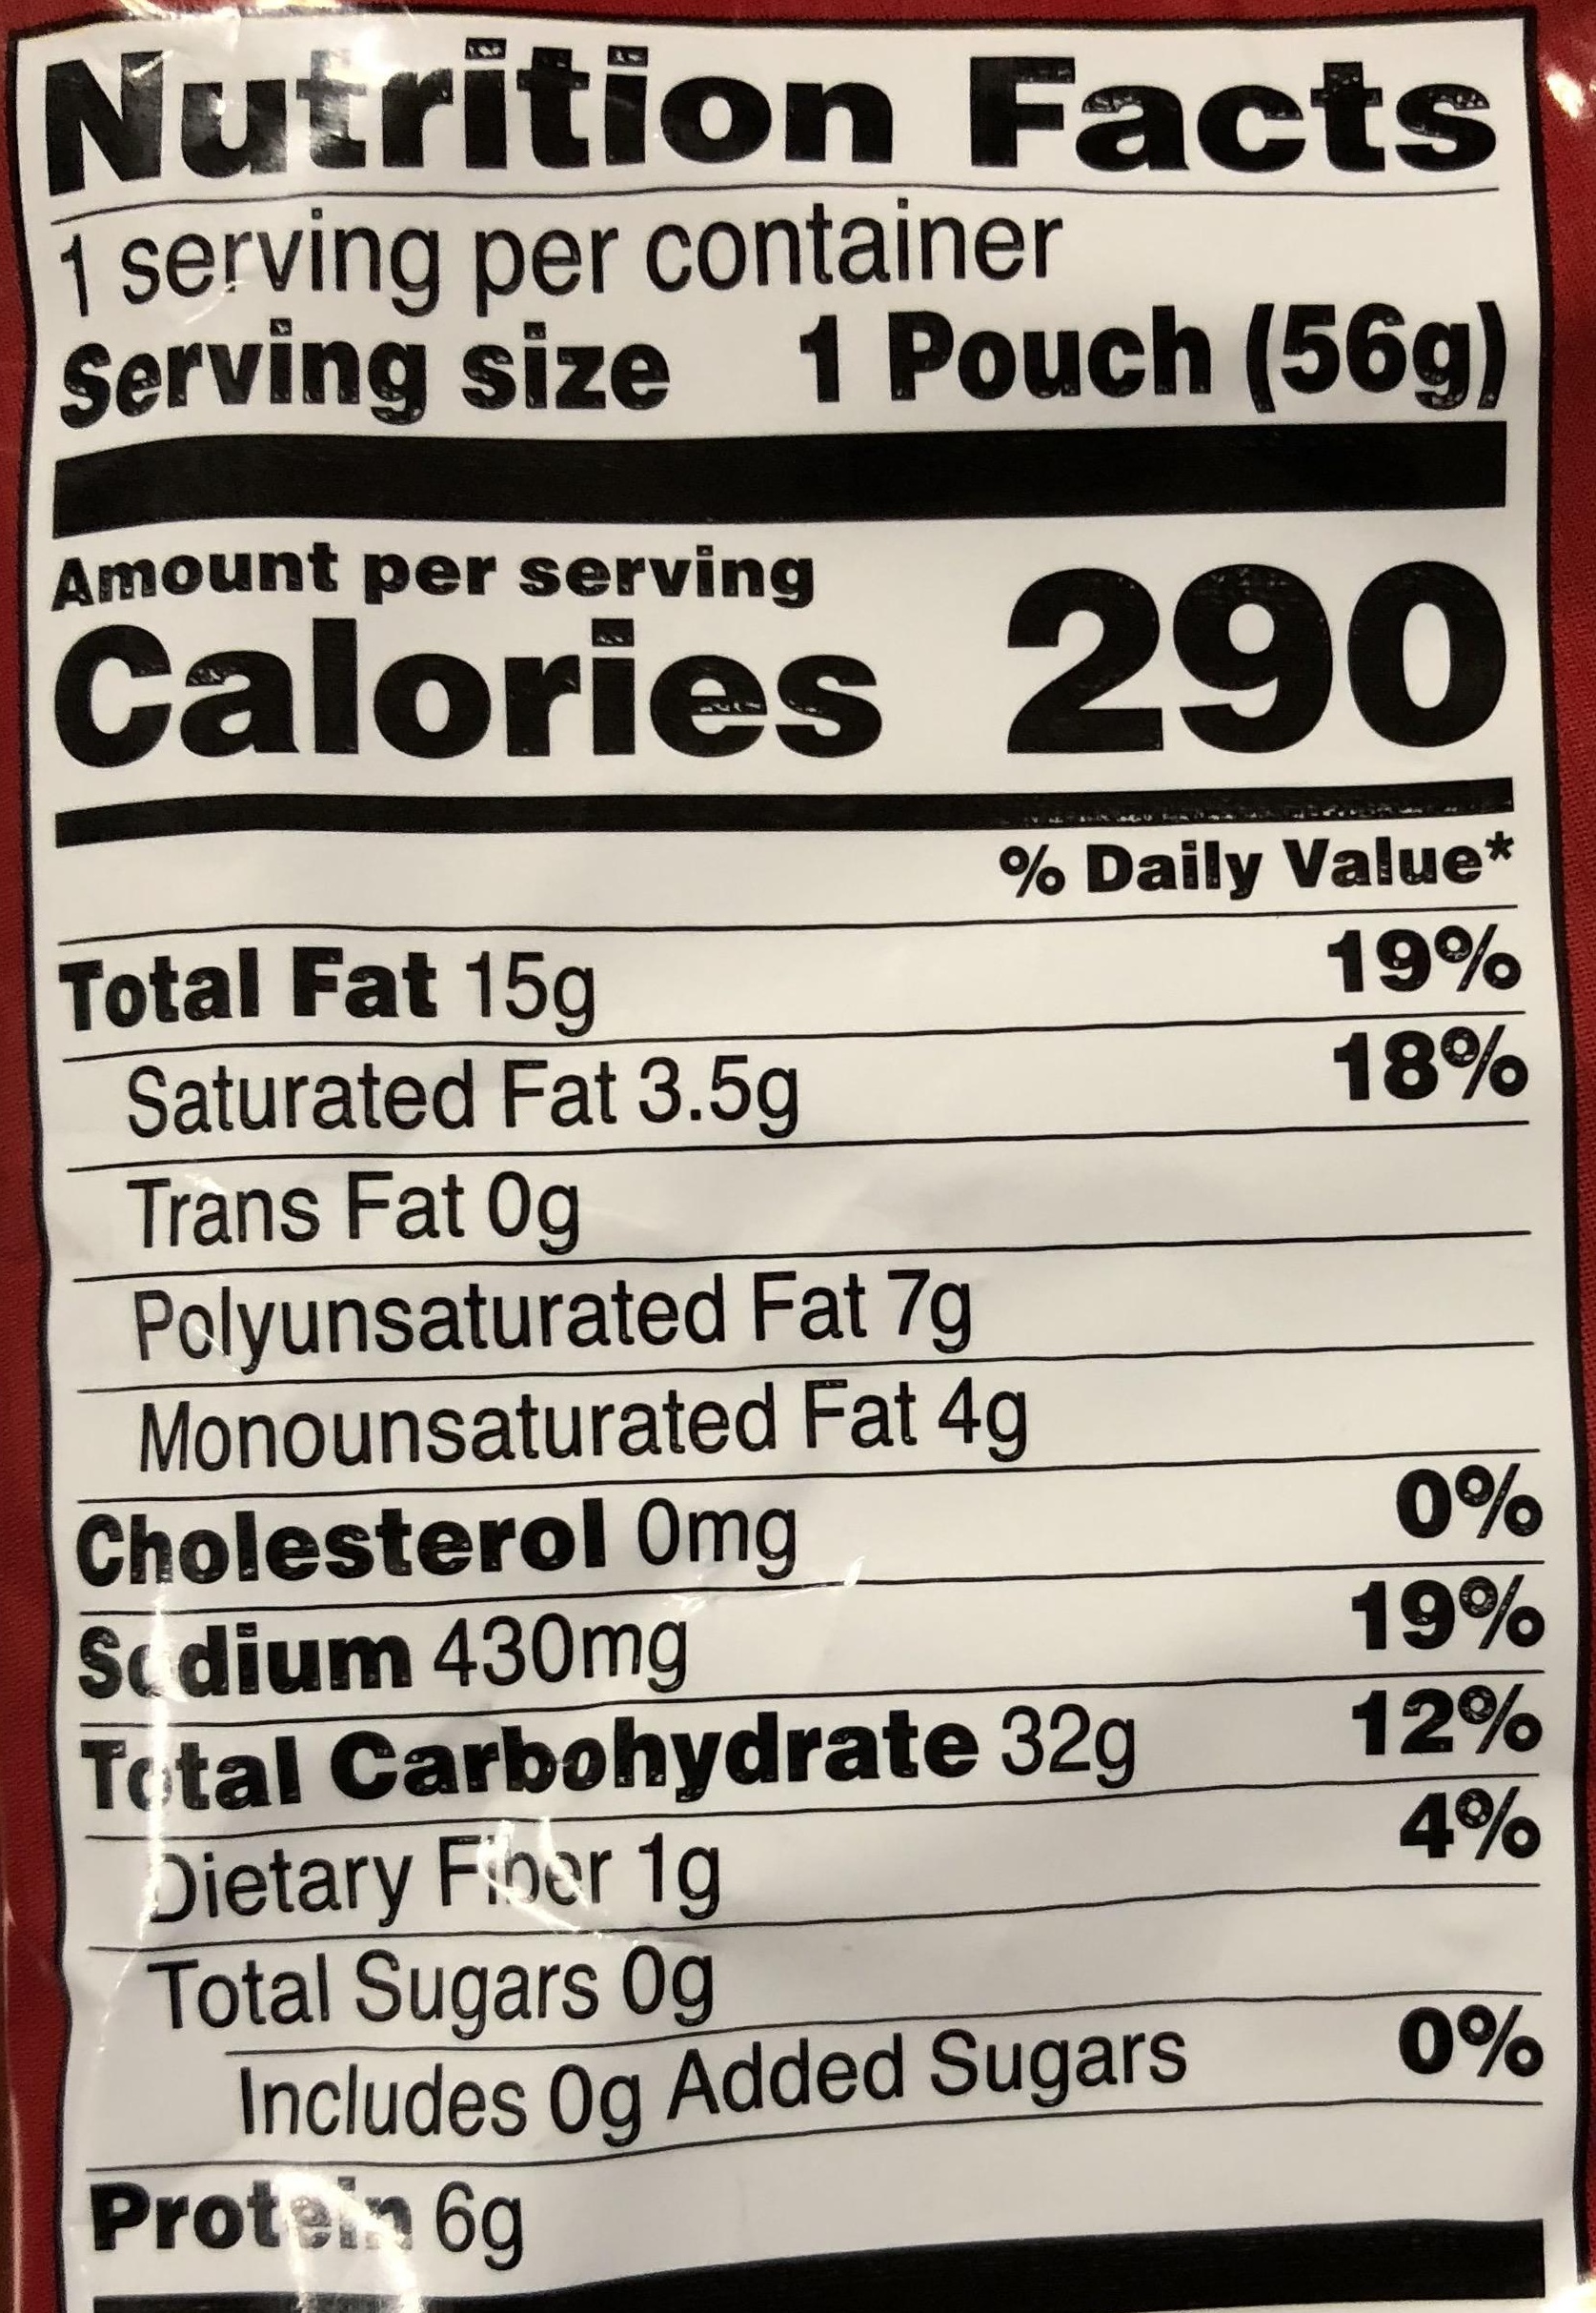 Nutrition Facts
1 serving per container
Serving size 1 Pouch (56g)
Amount per serving
Calories 290
% Daily Value*
Total Fat 15g 19%
Saturated Fat 3.5g 18%
Trans Fat 0g
Polyunsaturated Fat 7g
Monounsaturated Fat 4g
Cholesterol 0mg 0%
Sodium 430mg 19%
Total Carbohydrate 32g 12%
Dietary Fiber 1g 4%
Total Sugars 0g
Includes 0g Added Sugars 0%
Protein 6g